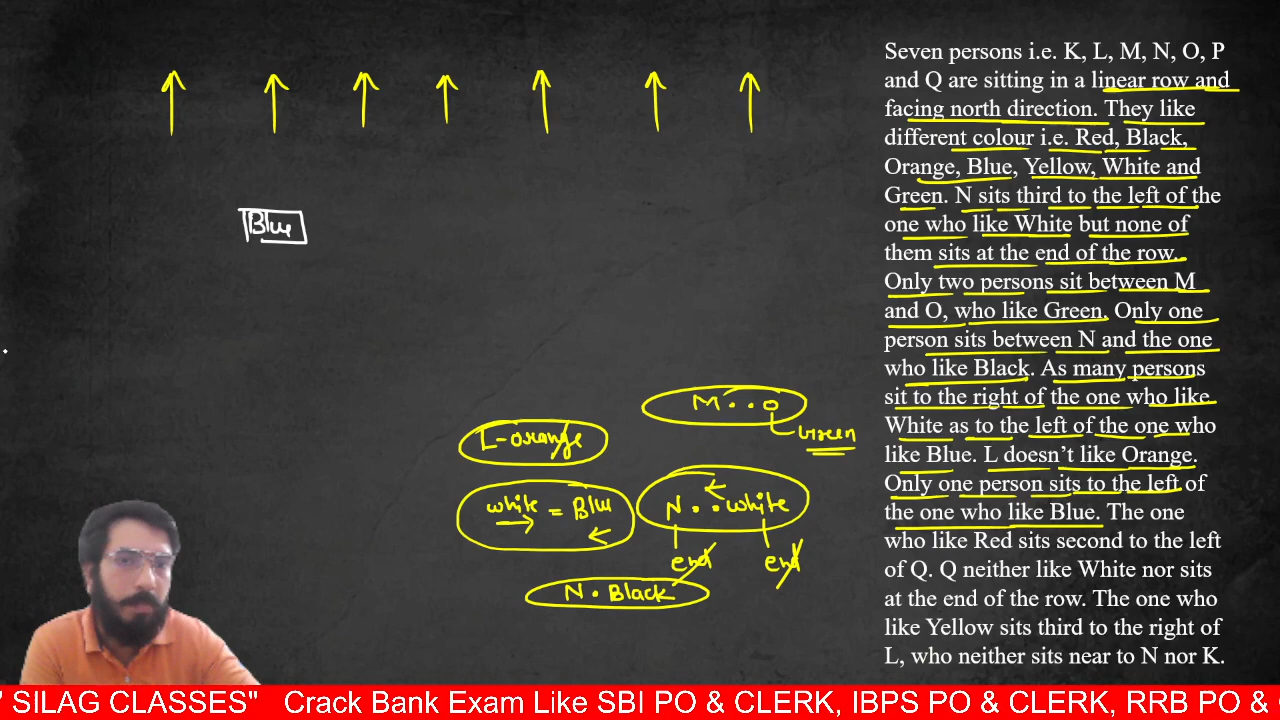 Seven persons i.e. K, L, M, N, O, P
and Q are sitting in a linear row and
facing north direction. They like
different colour i.e. Red, Black,
Orange, Blue, Yellow, White and
Green. N sits third to the left of the
one who like White but none of
them sits at the end of the row.
Only two persons sit between M
and O, who like Green. Only one
person sits between N and the one
who like Black. As many persons
sit to the right of the one who like
White as to the left of the one who
like Blue. L doesn't like Orange.
Only one person sits to the left of
the one who like Blue. The one
who like Red sits second to the left
of Q. Q neither like White nor sits
at the end of the row. The one who
like Yellow sits third to the right of
L, who neither sits near to N nor K.
Blue
M . . O
Green
L-orange
white = Blue
N . . white
end end
N . Black
" SILAG CLASSES" Crack Bank Exam Like SBI PO & CLERK, IBPS PO & CLERK, RRB PO &